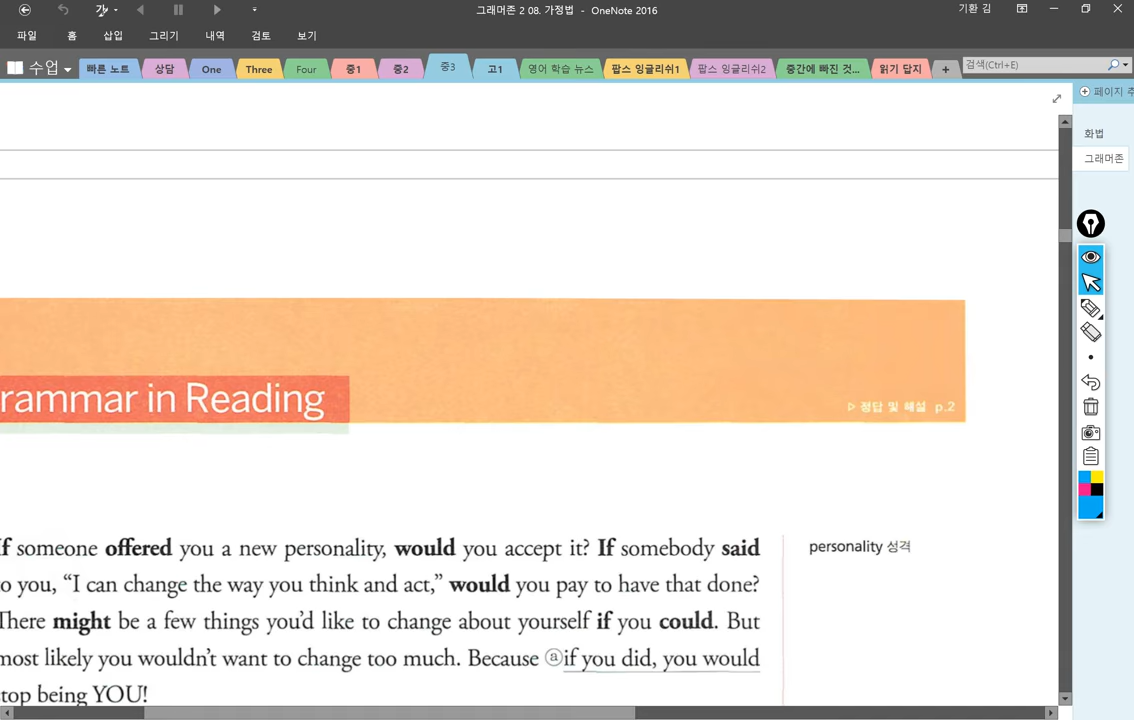 그래머존 2 08. 가정법 - OneNote 2016
기환 김
파일 홈 삽입 그리기 내역 검토 보기
수업 빠른 노트 상담 One Three Four 중1 중2 중3 고1 영어 학습 뉴스 팝스 잉글리쉬1 팝스 잉글리쉬2 중간에 빠진 것... 읽기 답지 + 검색(Ctrl+E)
페이지 추
화법
그래머존
rammar in Reading
▷ 정답 및 해설 p.2
If someone offered you a new personality, would you accept it? If somebody said
to you, “I can change the way you think and act,” would you pay to have that done?
There might be a few things you’d like to change about yourself if you could. But
most likely you wouldn’t want to change too much. Because ⓐif you did, you would
top being YOU!
personality 성격